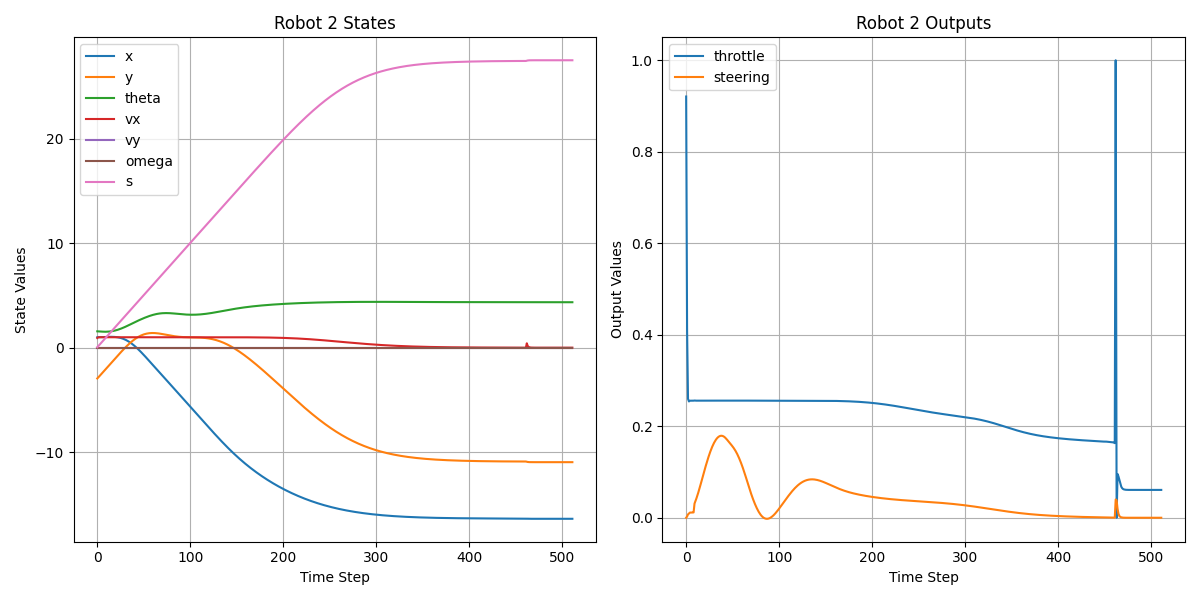 Robot 2 States
State Values
20
10
0
−10
x
y
theta
vx
vy
omega
s
0 100 200 300 400 500
Time Step
Robot 2 Outputs
Output Values
1.0
0.8
0.6
0.4
0.2
0.0
throttle
steering
0 100 200 300 400 500
Time Step